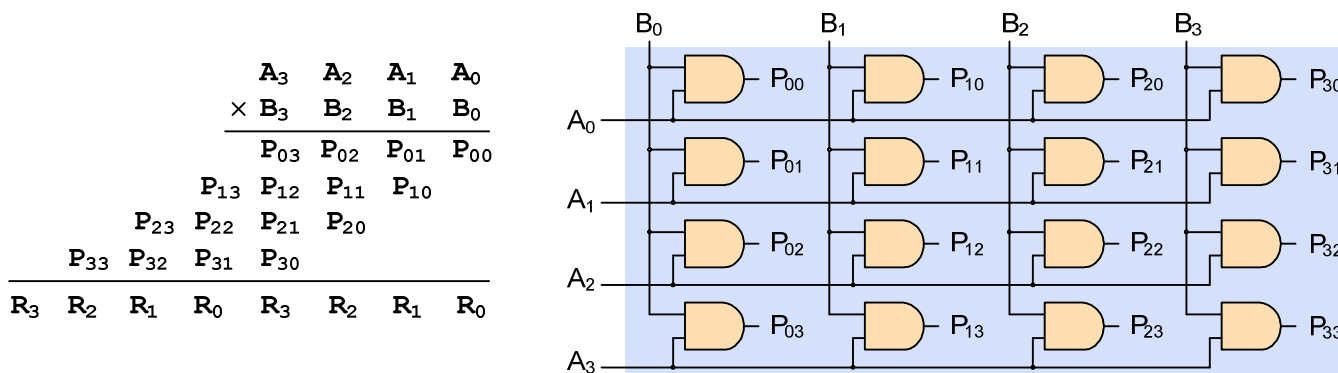 A₃ A₂ A₁ A₀
× B₃ B₂ B₁ B₀
P₀₃ P₀₂ P₀₁ P₀₀
P₁₃ P₁₂ P₁₁ P₁₀
P₂₃ P₂₂ P₂₁ P₂₀
P₃₃ P₃₂ P₃₁ P₃₀
R₃ R₂ R₁ R₀ R₃ R₂ R₁ R₀
B₀ B₁ B₂ B₃
P₀₀ P₁₀ P₂₀ P₃₀
A₀
P₀₁ P₁₁ P₂₁ P₃₁
A₁
P₀₂ P₁₂ P₂₂ P₃₂
A₂
P₀₃ P₁₃ P₂₃ P₃₃
A₃